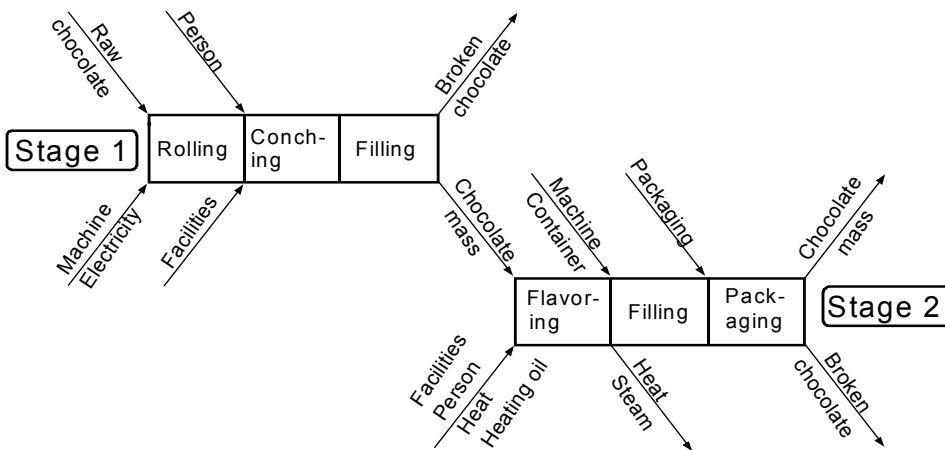 Raw
chocolate
Person
Broken
chocolate
Stage 1
Rolling
Conch-
ing
Filling
Machine
Electricity
Facilities
Chocolate
mass
Machine
Container
Packaging
Chocolate
mass
Flavor-
ing
Filling
Pack-
aging
Stage 2
Facilities
Person
Heat
Heating oil
Heat
Steam
Broken
chocolate